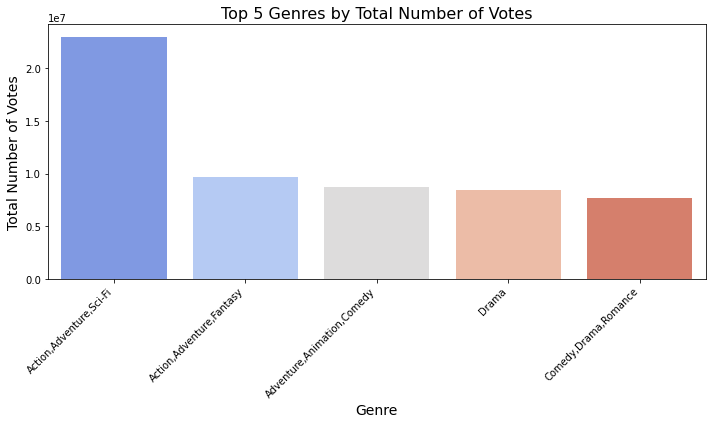 Top 5 Genres by Total Number of Votes
1e7
Total Number of Votes
2.0
1.5
1.0
0.5
0.0
Action,Adventure,Sci-Fi
Action,Adventure,Fantasy
Adventure,Animation,Comedy
Drama
Comedy,Drama,Romance
Genre